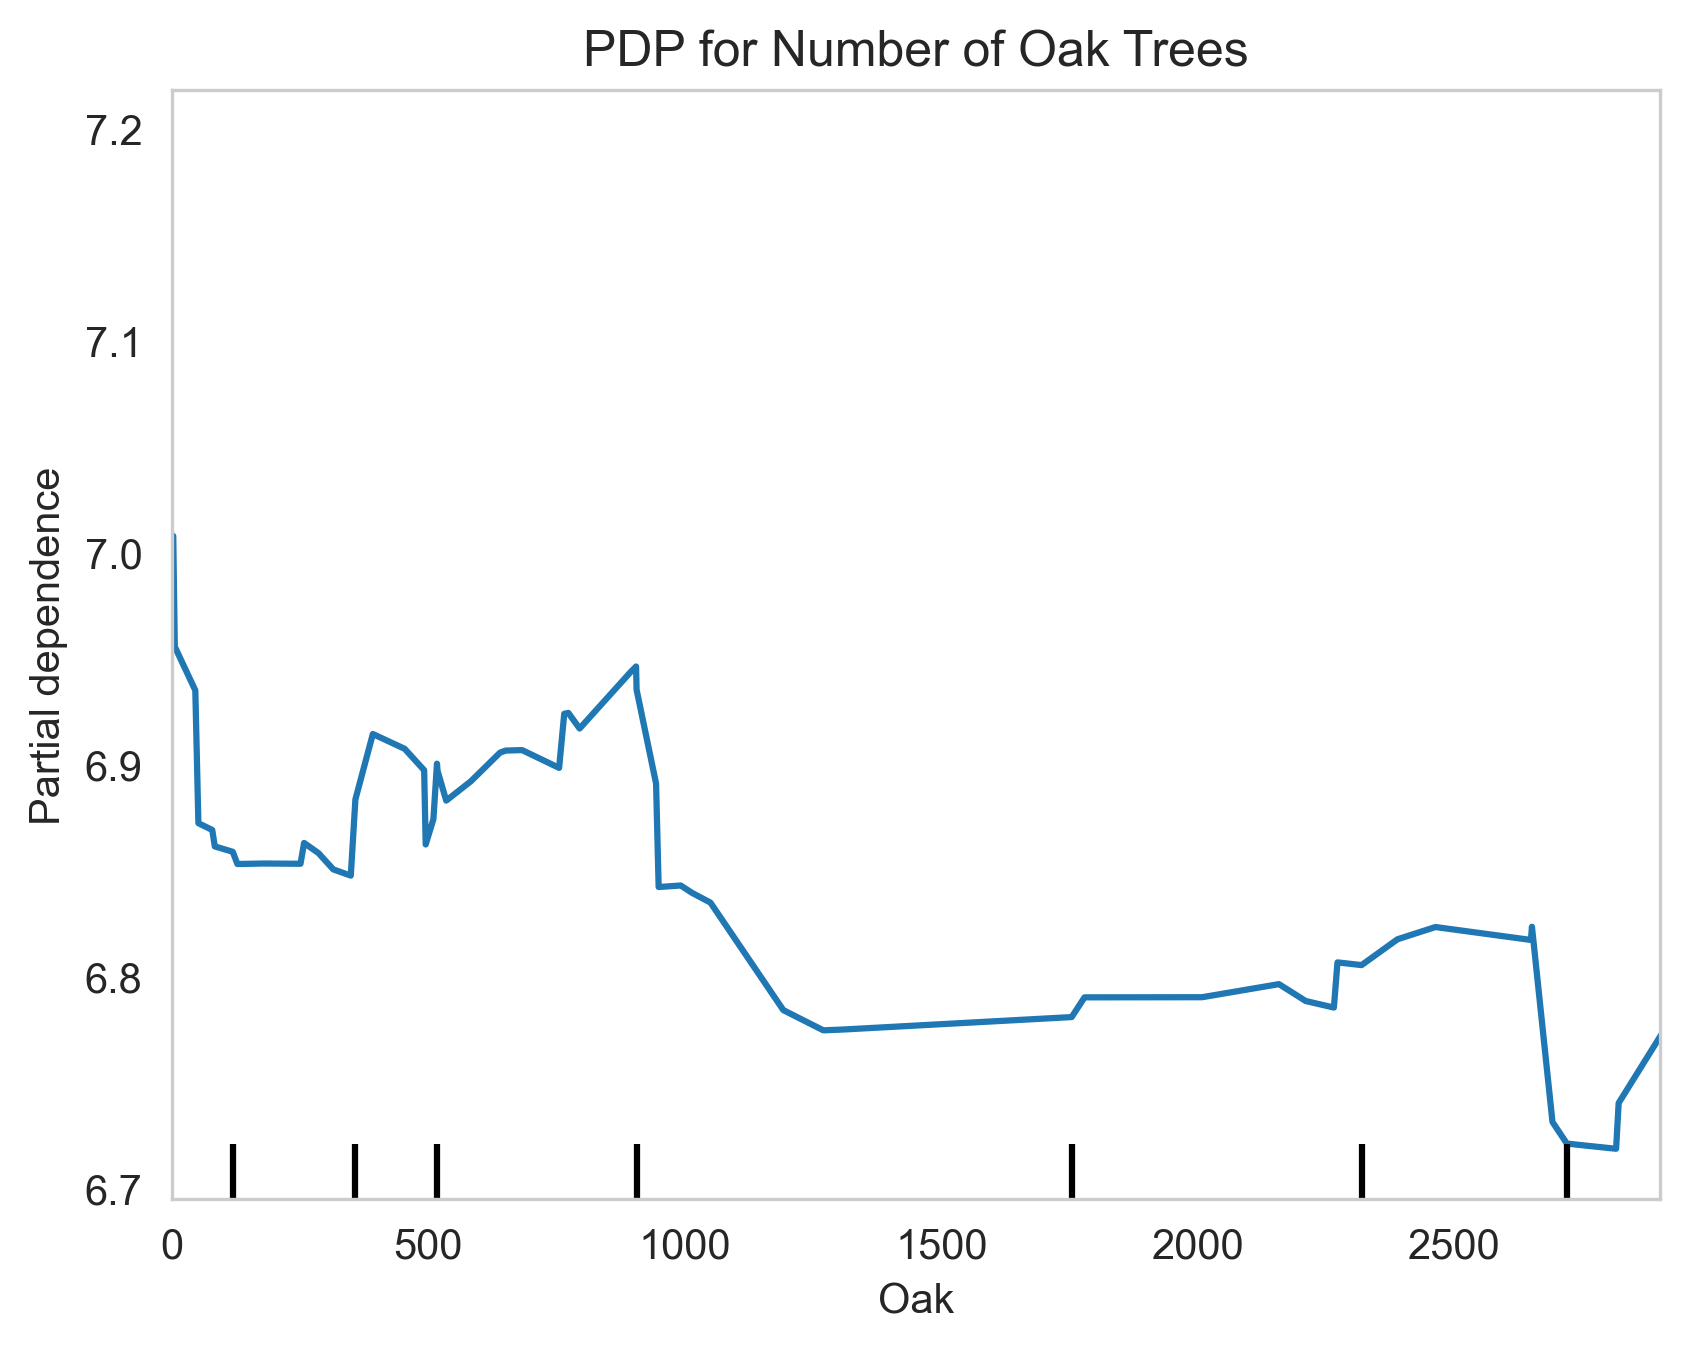 PDP for Number of Oak Trees
7.2
7.1
7.0
6.9
6.8
6.7
Partial dependence
0 500 1000 1500 2000 2500
Oak